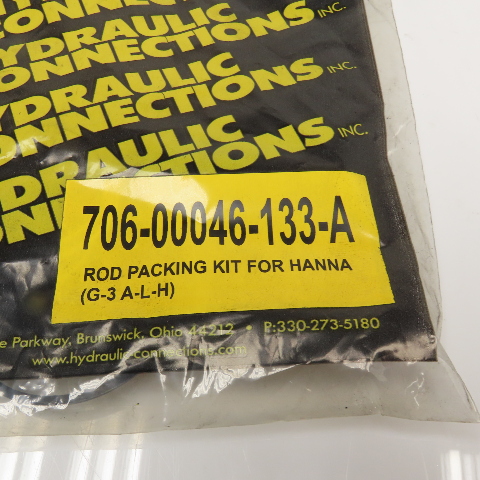 CONNECTIONS
HYDRAULIC
CONNECTIONS INC.
HYDRAULIC
CONNECTIONS INC.
HYDRAULIC
CONNECTIONS
706-00046-133-A
ROD PACKING KIT FOR HANNA
(G-3 A-L-H)
Parkway, Brunswick, Ohio 44212 • P:330-273-5180
www.hydraulic-connections.com